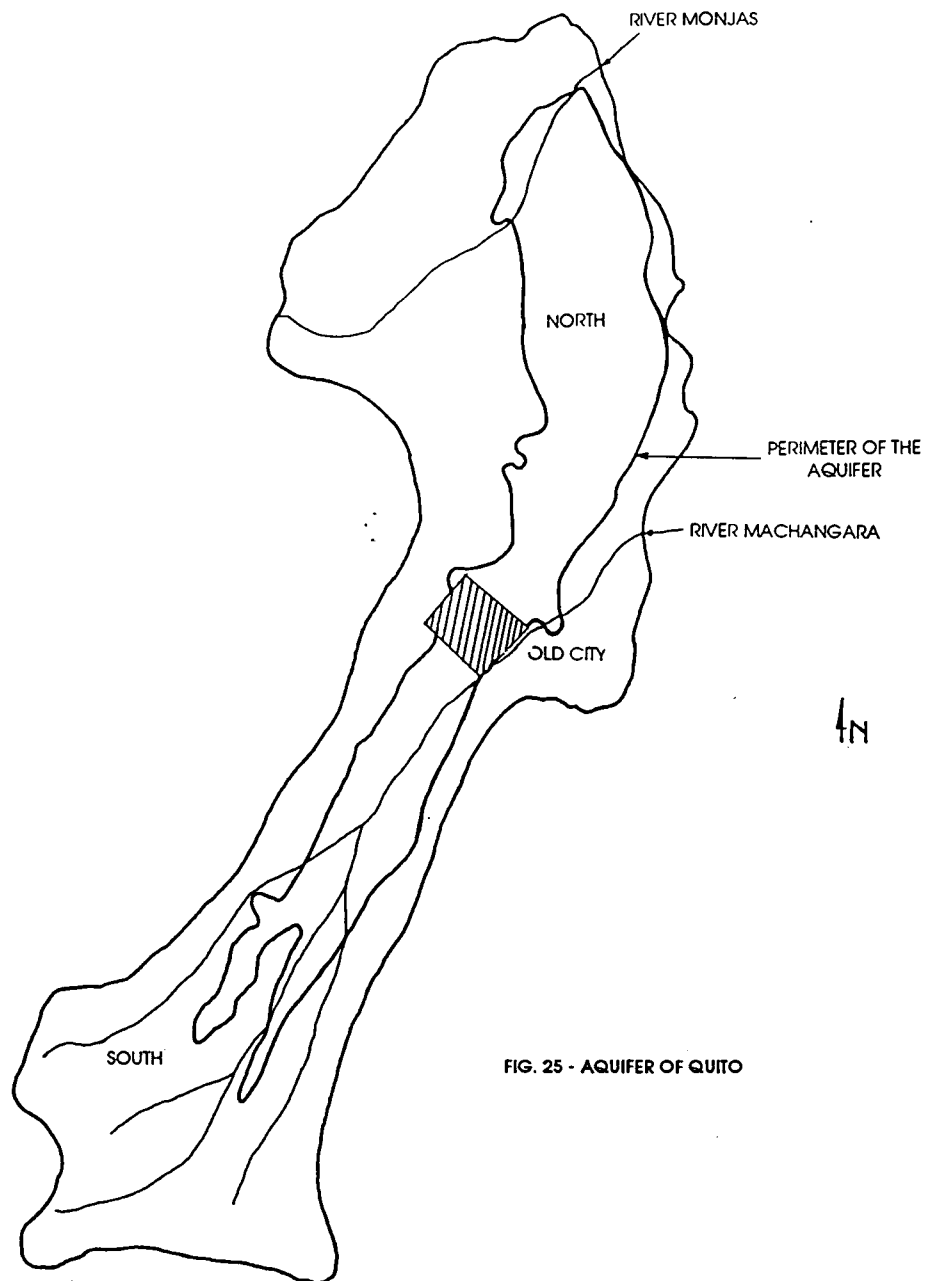 RIVER MONJAS
NORTH
PERIMETER OF THE
AQUIFER
RIVER MACHANGARA
OLD CITY
N
SOUTH
FIG. 25 - AQUIFER OF QUITO